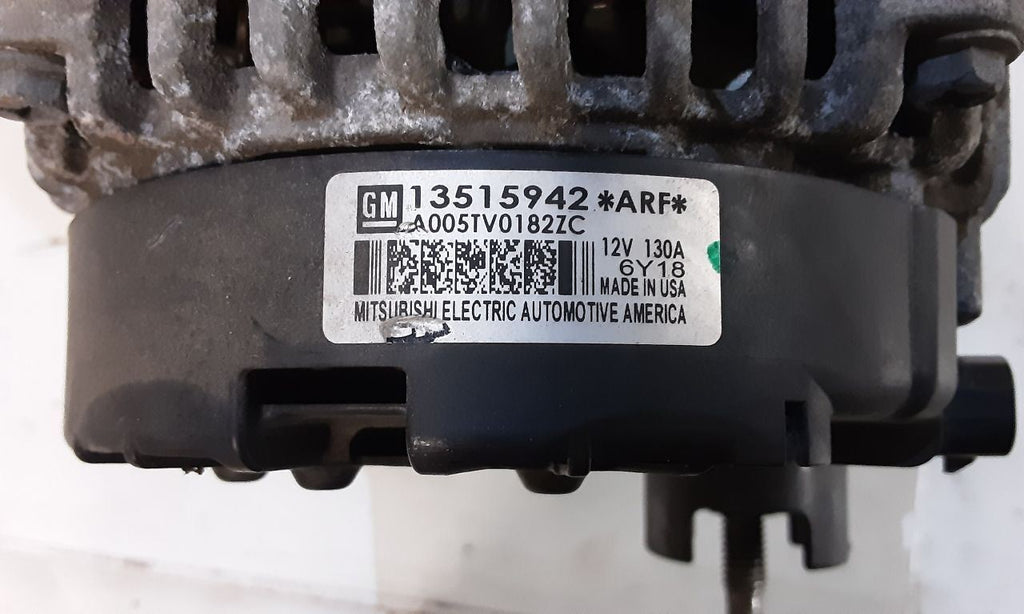 GM 13515942 *ARF*
A005TV0182ZC
12V 130A
6Y18
MADE IN USA
MITSUBISHI ELECTRIC AUTOMOTIVE AMERICA